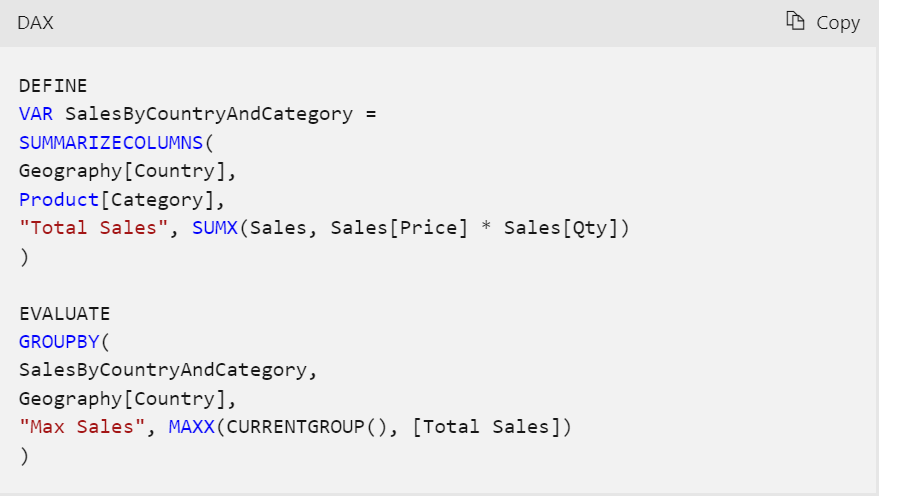 DAX
Copy
DEFINE
VAR SalesByCountryAndCategory =
SUMMARIZECOLUMNS(
Geography[Country],
Product[Category],
"Total Sales", SUMX(Sales, Sales[Price] * Sales[Qty])
)
EVALUATE
GROUPBY(
SalesByCountryAndCategory,
Geography[Country],
"Max Sales", MAXX(CURRENTGROUP(), [Total Sales])
)